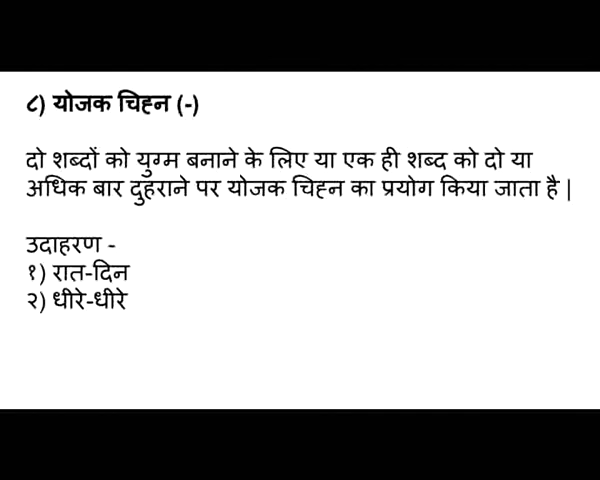 ८) योजक चिह्न (-)
दो शब्दों को युग्म बनाने के लिए या एक ही शब्द को दो या
अधिक बार दुहराने पर योजक चिह्न का प्रयोग किया जाता है |
उदाहरण -
१) रात-दिन
२) धीरे-धीरे